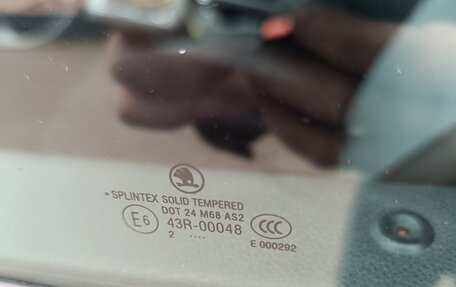 SPLINTEX SOLID TEMPERED
DOT 24 M68 AS2
E6 43R-00048 CCC
2 .... E 000292